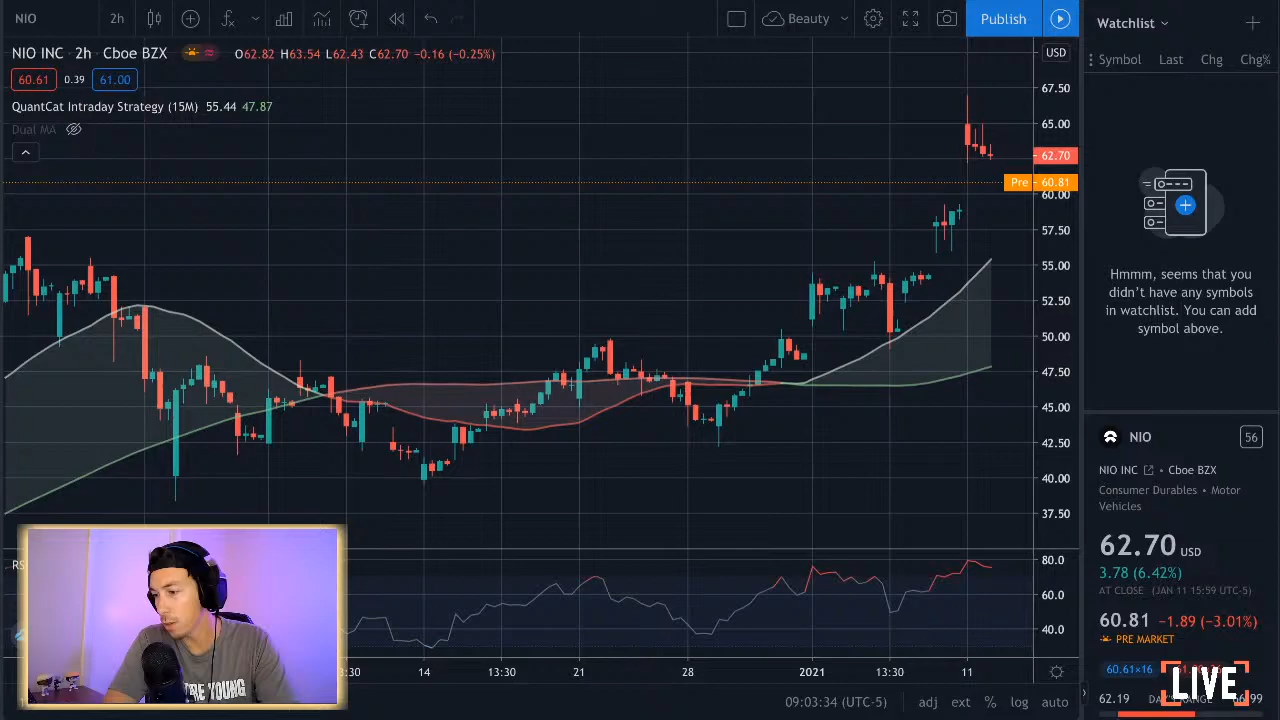 NIO 2h Beauty Publish
Watchlist
NIO INC · 2h · Cboe BZX O62.82 H63.54 L62.43 C62.70 −0.16 (−0.25%)
USD
Symbol Last Chg Chg%
60.61 0.39 61.00
67.50
QuantCat Intraday Strategy (15M) 55.44 47.87
65.00
Dual MA
62.70
Pre 60.81
60.00
57.50
55.00
52.50
50.00
47.50
45.00
42.50
40.00
37.50
Hmmm, seems that you
didn't have any symbols
in watchlist. You can add
symbol above.
NIO 56
NIO INC • Cboe BZX
Consumer Durables • Motor
Vehicles
62.70 USD
3.78 (6.42%)
AT CLOSE (JAN 11 15:59 UTC-5)
60.81 −1.89 (−3.01%)
PRE MARKET
60.61×16
LIVE
62.19
80.0
60.0
40.0
14 13:30 21 28 2021 13:30 11
09:03:34 (UTC-5) adj ext % log auto